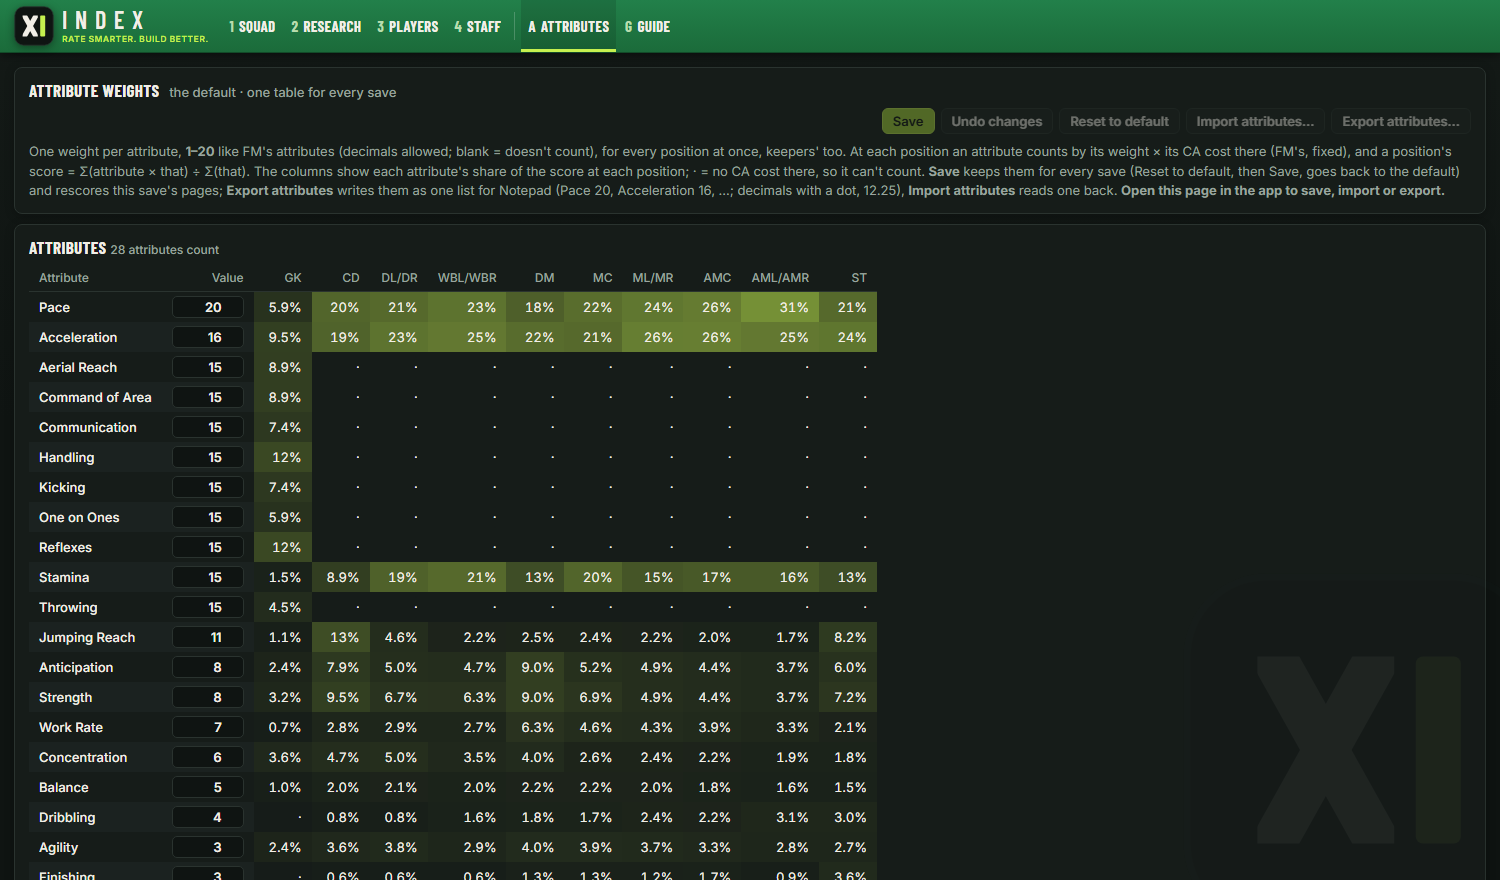 XI INDEX
RATE SMARTER. BUILD BETTER.
1 SQUAD 2 RESEARCH 3 PLAYERS 4 STAFF A ATTRIBUTES G GUIDE
ATTRIBUTE WEIGHTS the default · one table for every save
Save Undo changes Reset to default Import attributes... Export attributes...
One weight per attribute, 1–20 like FM's attributes (decimals allowed; blank = doesn't count), for every position at once, keepers' too. At each position an attribute counts by its weight × its CA cost there (FM's, fixed), and a position's
score = Σ(attribute × that) ÷ Σ(that). The columns show each attribute's share of the score at each position; · = no CA cost there, so it can't count. Save keeps them for every save (Reset to default, then Save, goes back to the default)
and rescores this save's pages; Export attributes writes them as one list for Notepad (Pace 20, Acceleration 16, ...; decimals with a dot, 12.25), Import attributes reads one back. Open this page in the app to save, import or export.
ATTRIBUTES 28 attributes count
Attribute Value GK CD DL/DR WBL/WBR DM MC ML/MR AMC AML/AMR ST
Pace 20 5.9% 20% 21% 23% 18% 22% 24% 26% 31% 21%
Acceleration 16 9.5% 19% 23% 25% 22% 21% 26% 26% 25% 24%
Aerial Reach 15 8.9% · · · · · · · · ·
Command of Area 15 8.9% · · · · · · · · ·
Communication 15 7.4% · · · · · · · · ·
Handling 15 12% · · · · · · · · ·
Kicking 15 7.4% · · · · · · · · ·
One on Ones 15 5.9% · · · · · · · · ·
Reflexes 15 12% · · · · · · · · ·
Stamina 15 1.5% 8.9% 19% 21% 13% 20% 15% 17% 16% 13%
Throwing 15 4.5% · · · · · · · · ·
Jumping Reach 11 1.1% 13% 4.6% 2.2% 2.5% 2.4% 2.2% 2.0% 1.7% 8.2%
Anticipation 8 2.4% 7.9% 5.0% 4.7% 9.0% 5.2% 4.9% 4.4% 3.7% 6.0%
Strength 8 3.2% 9.5% 6.7% 6.3% 9.0% 6.9% 4.9% 4.4% 3.7% 7.2%
Work Rate 7 0.7% 2.8% 2.9% 2.7% 6.3% 4.6% 4.3% 3.9% 3.3% 2.1%
Concentration 6 3.6% 4.7% 5.0% 3.5% 4.0% 2.6% 2.4% 2.2% 1.9% 1.8%
Balance 5 1.0% 2.0% 2.1% 2.0% 2.2% 2.2% 2.0% 1.8% 1.6% 1.5%
Dribbling 4 · 0.8% 0.8% 1.6% 1.8% 1.7% 2.4% 2.2% 3.1% 3.0%
Agility 3 2.4% 3.6% 3.8% 2.9% 4.0% 3.9% 3.7% 3.3% 2.8% 2.7%
Finishing 3 · 0.6% 0.6% 0.6% 1.3% 1.3% 1.2% 1.7% 0.9% 3.6%
XI